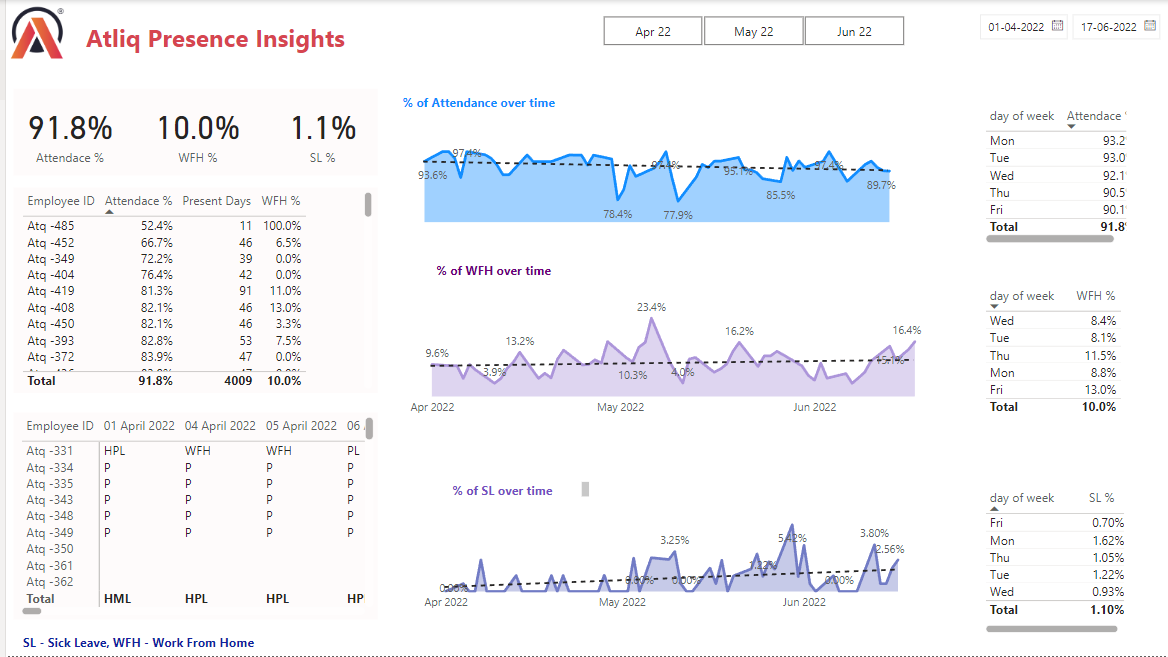 ®
Atliq Presence Insights
Apr 22
May 22
Jun 22
01-04-2022
17-06-2022
91.8%
Attendace %
10.0%
WFH %
1.1%
SL %
Employee ID Attendace % Present Days WFH %
Atq -485 52.4% 11 100.0%
Atq -452 66.7% 46 6.5%
Atq -349 72.2% 39 0.0%
Atq -404 76.4% 42 0.0%
Atq -419 81.3% 91 11.0%
Atq -408 82.1% 46 13.0%
Atq -450 82.1% 46 3.3%
Atq -393 82.8% 53 7.5%
Atq -372 83.9% 47 0.0%
Total 91.8% 4009 10.0%
Employee ID 01 April 2022 04 April 2022 05 April 2022 06
Atq -331 HPL WFH WFH PL
Atq -334 P P P P
Atq -335 P P P P
Atq -343 P P P P
Atq -348 P P P P
Atq -349 P P P P
Atq -350
Atq -361
Atq -362
Total HML HPL HPL HP
SL - Sick Leave, WFH - Work From Home
% of Attendance over time
93.6%
97.4%
78.4%
77.9%
95.1%
85.5%
97.4%
89.7%
% of WFH over time
9.6%
3.9%
13.2%
10.3%
23.4%
4.0%
16.2%
15.1%
16.4%
Apr 2022
May 2022
Jun 2022
% of SL over time
0.00%
3.25%
0.00%
1.22%
5.42%
0.00%
3.80%
2.56%
Apr 2022
May 2022
Jun 2022
day of week Attendace
Mon 93.2
Tue 93.0
Wed 92.1
Thu 90.5
Fri 90.1
Total 91.8
day of week WFH %
Wed 8.4%
Tue 8.1%
Thu 11.5%
Mon 8.8%
Fri 13.0%
Total 10.0%
day of week SL %
Fri 0.70%
Mon 1.62%
Thu 1.05%
Tue 1.22%
Wed 0.93%
Total 1.10%